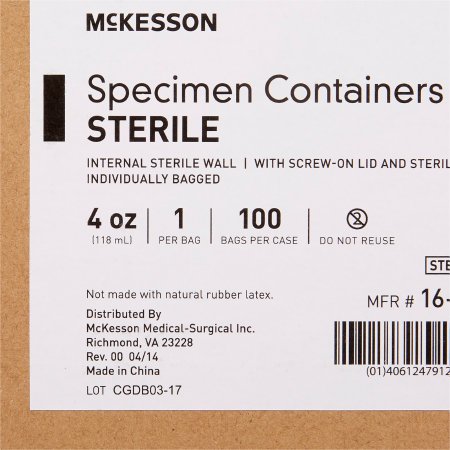 McKESSON
Specimen Containers
STERILE
INTERNAL STERILE WALL | WITH SCREW-ON LID AND STERIL
INDIVIDUALLY BAGGED
4 oz | 1 | 100
(118 mL) | PER BAG | BAGS PER CASE | DO NOT REUSE
STE
Not made with natural rubber latex.
MFR # 16-
Distributed By
McKesson Medical-Surgical Inc.
Richmond, VA 23228
Rev. 00 04/14
Made in China
(01)4061247912
LOT CGDB03-17